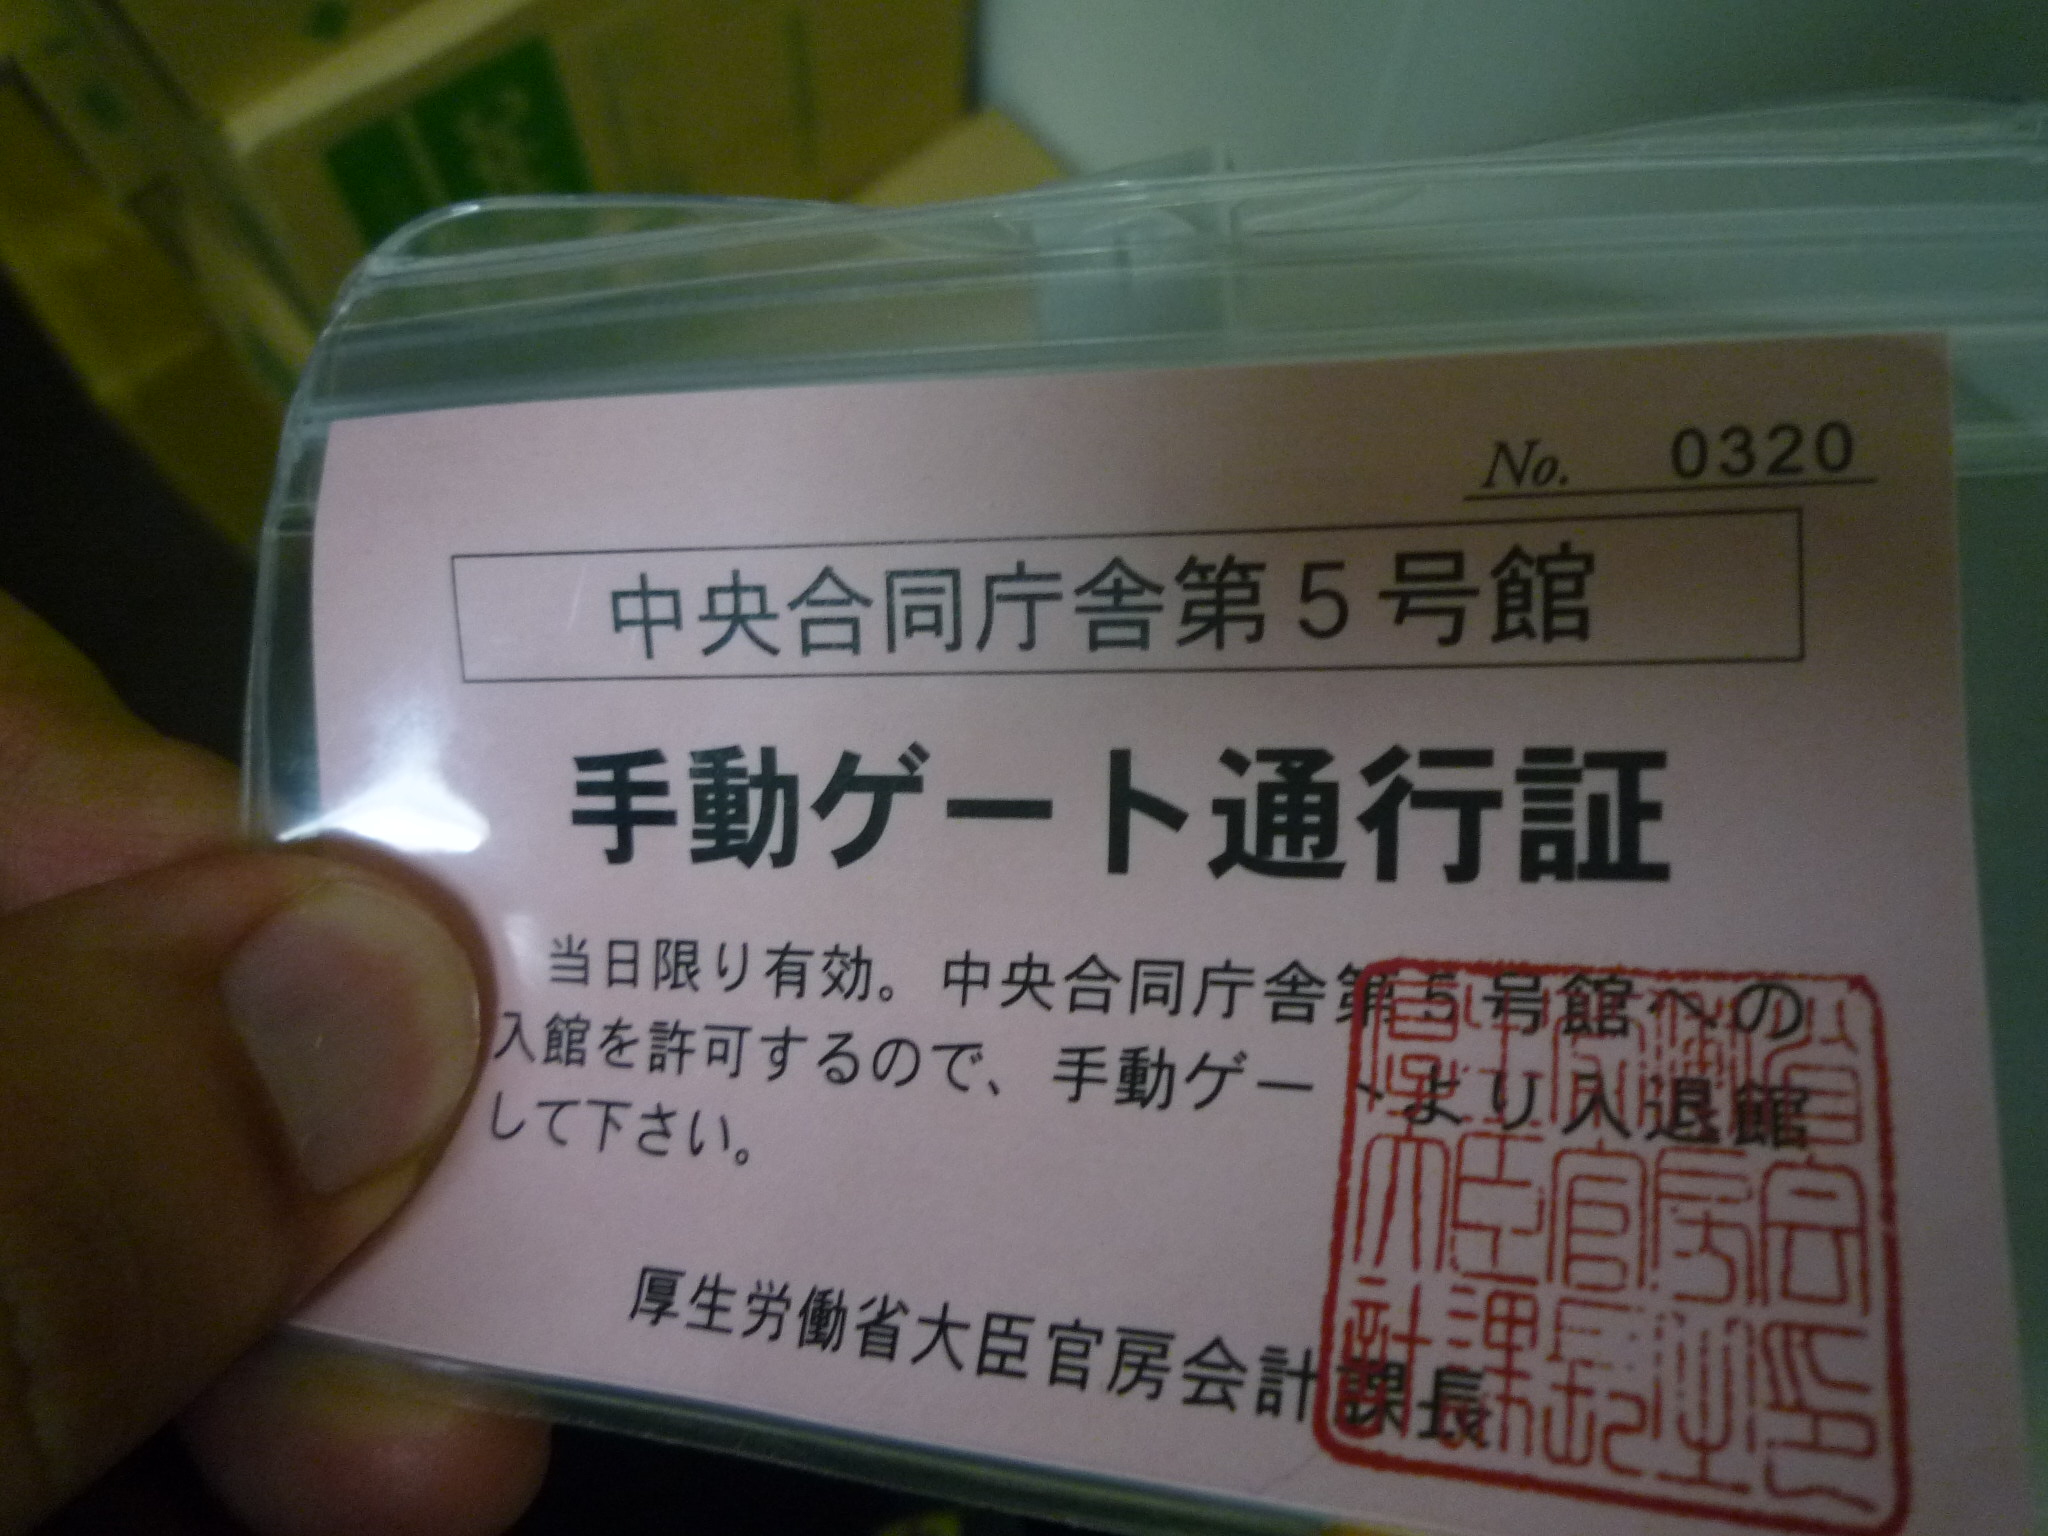 No. 0320
中央合同庁舎第5号館
手動ゲート通行証
当日限り有効。中央合同庁舎第5号館への
入館を許可するので、手動ゲートより入退館
して下さい。
厚生労働省大臣官房会計課長